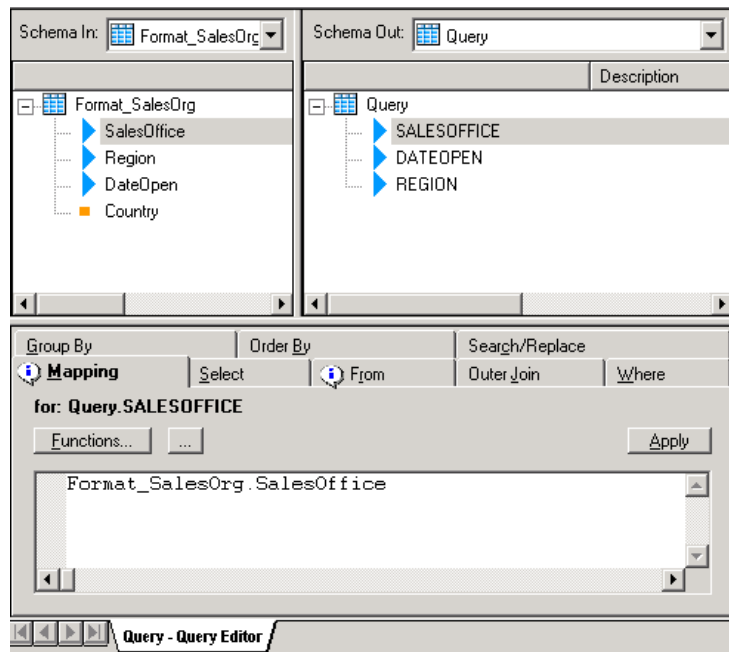 Schema In: Format_SalesOrg
Schema Out: Query
Description
Format_SalesOrg
SalesOffice
Region
DateOpen
Country
Query
SALESOFFICE
DATEOPEN
REGION
Group By Order By Search/Replace
Mapping Select From Outer Join Where
for: Query.SALESOFFICE
Functions... ... Apply
Format_SalesOrg.SalesOffice
Query - Query Editor